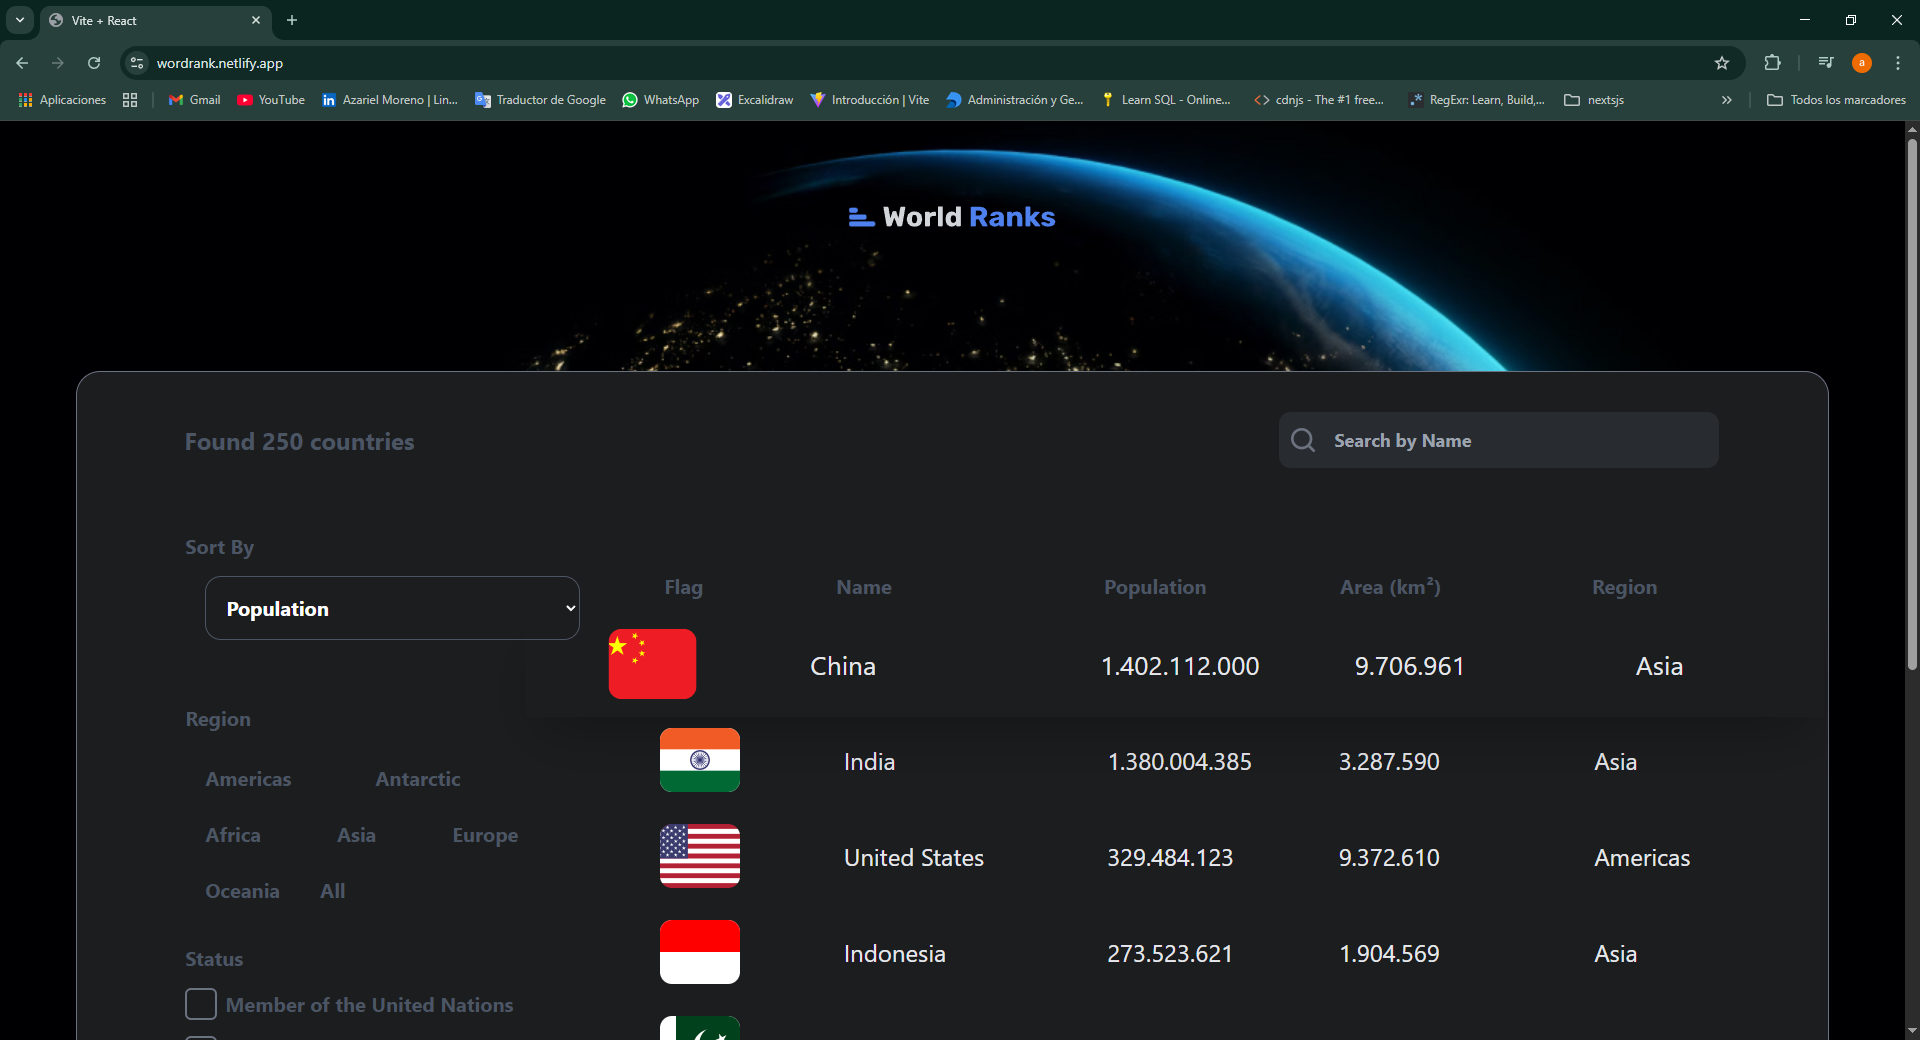 Vite + React
wordrank.netlify.app
a
Aplicaciones
Gmail
YouTube
in
Azariel Moreno | Lin...
Traductor de Google
WhatsApp
Excalidraw
Introducción | Vite
Administración y Ge...
Learn SQL - Online...
cdnjs - The #1 free...
RegExr: Learn, Build,...
nextsjs
Todos los marcadores
World Ranks
Found 250 countries
Search by Name
Sort By
Population
Flag Name Population Area (km²) Region
China 1.402.112.000 9.706.961 Asia
India 1.380.004.385 3.287.590 Asia
United States 329.484.123 9.372.610 Americas
Indonesia 273.523.621 1.904.569 Asia
Region
Americas Antarctic
Africa Asia Europe
Oceania All
Status
Member of the United Nations